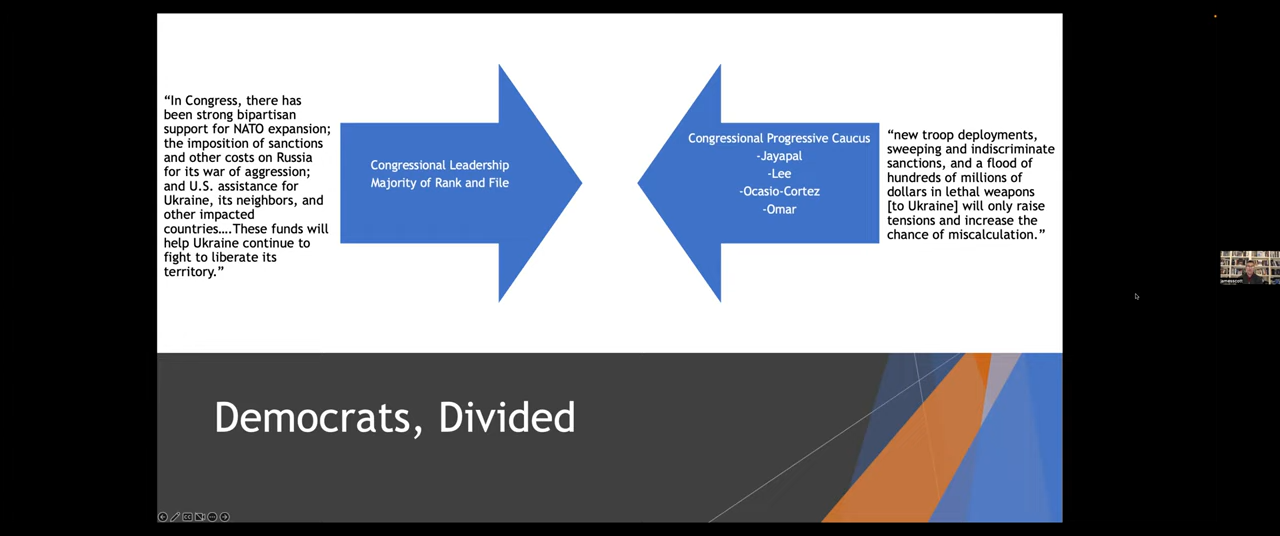 “In Congress, there has
been strong bipartisan
support for NATO expansion;
the imposition of sanctions
and other costs on Russia
for its war of aggression;
and U.S. assistance for
Ukraine, its neighbors, and
other impacted
countries….These funds will
help Ukraine continue to
fight to liberate its
territory.”
Congressional Leadership
Majority of Rank and File
Congressional Progressive Caucus
-Jayapal
-Lee
-Ocasio-Cortez
-Omar
“new troop deployments,
sweeping and indiscriminate
sanctions, and a flood of
hundreds of millions of
dollars in lethal weapons
[to Ukraine] will only raise
tensions and increase the
chance of miscalculation.”
Democrats, Divided